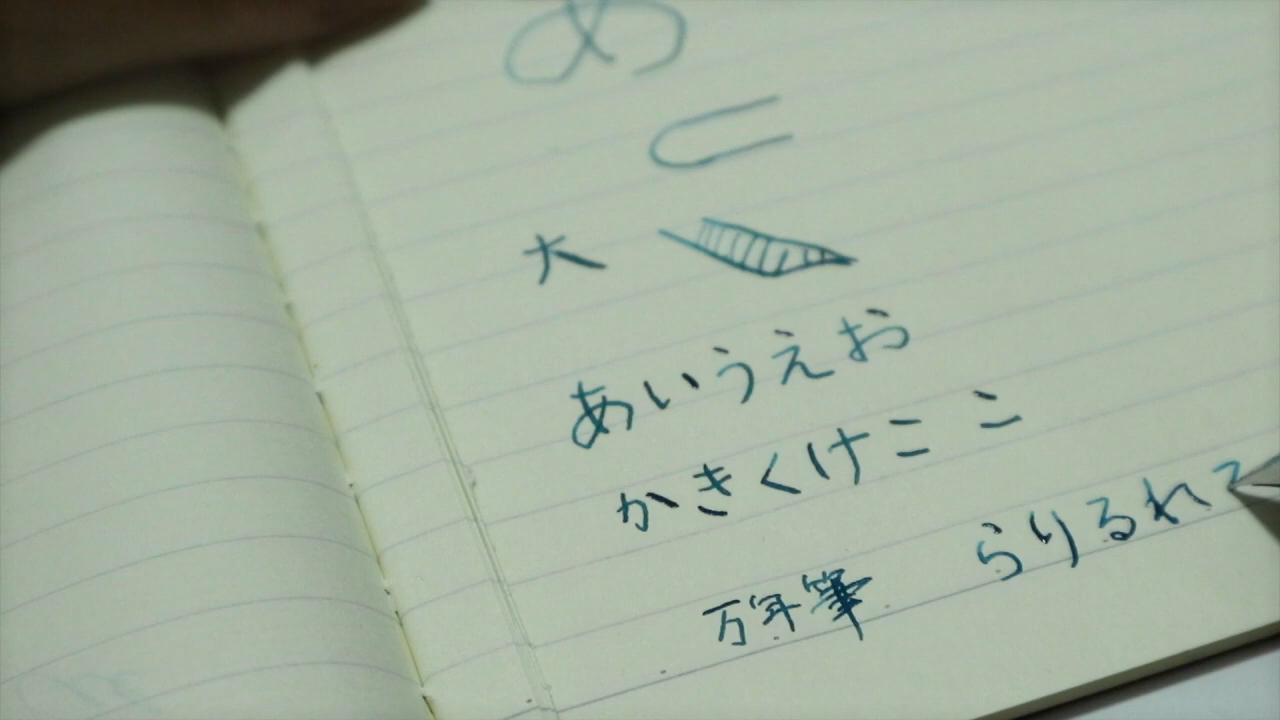 あ
大
あいうえお
かきくけここ
万年筆 らりるれ